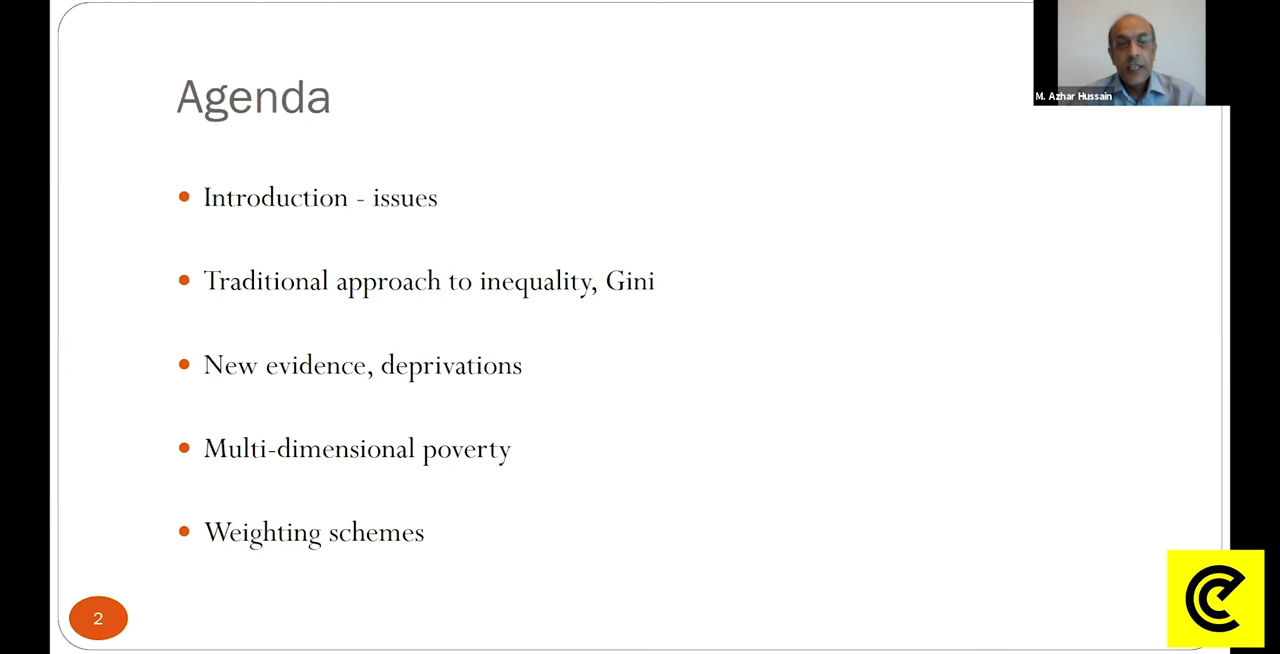 Agenda
M. Azhar Hussain
Introduction - issues
Traditional approach to inequality, Gini
New evidence, deprivations
Multi-dimensional poverty
Weighting schemes
2